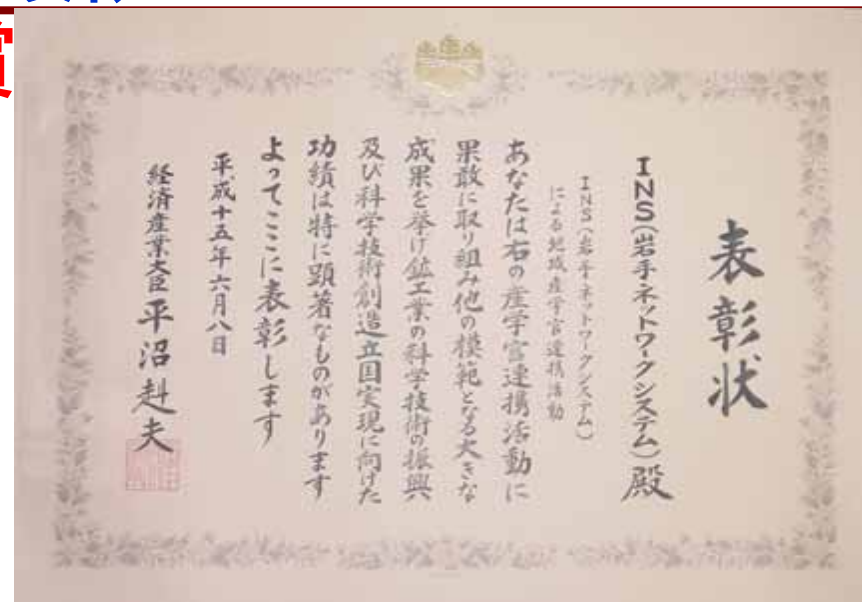 賞
表彰状
INS(岩手ネットワークシステム)殿
INS(岩手ネットワークシステム)
による地域産学官連携活動
あなたは右の産学官連携活動に
果敢に取り組み他の模範となる大きな
成果を挙げ鉱工業の科学技術の振興
及び科学技術創造立国実現に向けた
功績は特に顕著なものがあります
よってここに表彰します
平成十五年六月八日
経済産業大臣 平沼赳夫